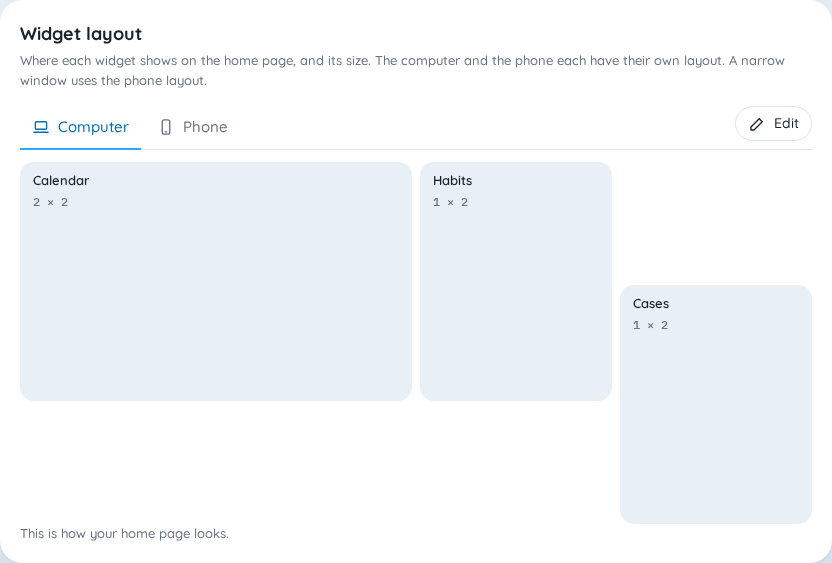 Widget layout
Where each widget shows on the home page, and its size. The computer and the phone each have their own layout. A narrow
window uses the phone layout.
Computer
Phone
Edit
Calendar
2 × 2
Habits
1 × 2
Cases
1 × 2
This is how your home page looks.